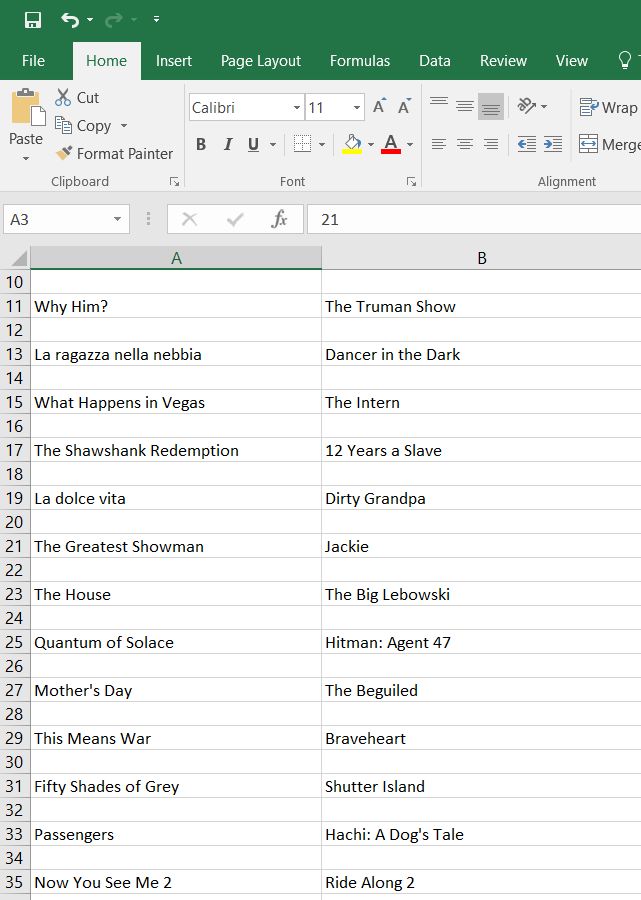 File Home Insert Page Layout Formulas Data Review View
Cut
Calibri 11 Wrap
Copy
Paste
B I U A
Format Painter
Clipboard Font Alignment
A3 fx 21
A B
10
11 Why Him? The Truman Show
12
13 La ragazza nella nebbia Dancer in the Dark
14
15 What Happens in Vegas The Intern
16
17 The Shawshank Redemption 12 Years a Slave
18
19 La dolce vita Dirty Grandpa
20
21 The Greatest Showman Jackie
22
23 The House The Big Lebowski
24
25 Quantum of Solace Hitman: Agent 47
26
27 Mother's Day The Beguiled
28
29 This Means War Braveheart
30
31 Fifty Shades of Grey Shutter Island
32
33 Passengers Hachi: A Dog's Tale
34
35 Now You See Me 2 Ride Along 2